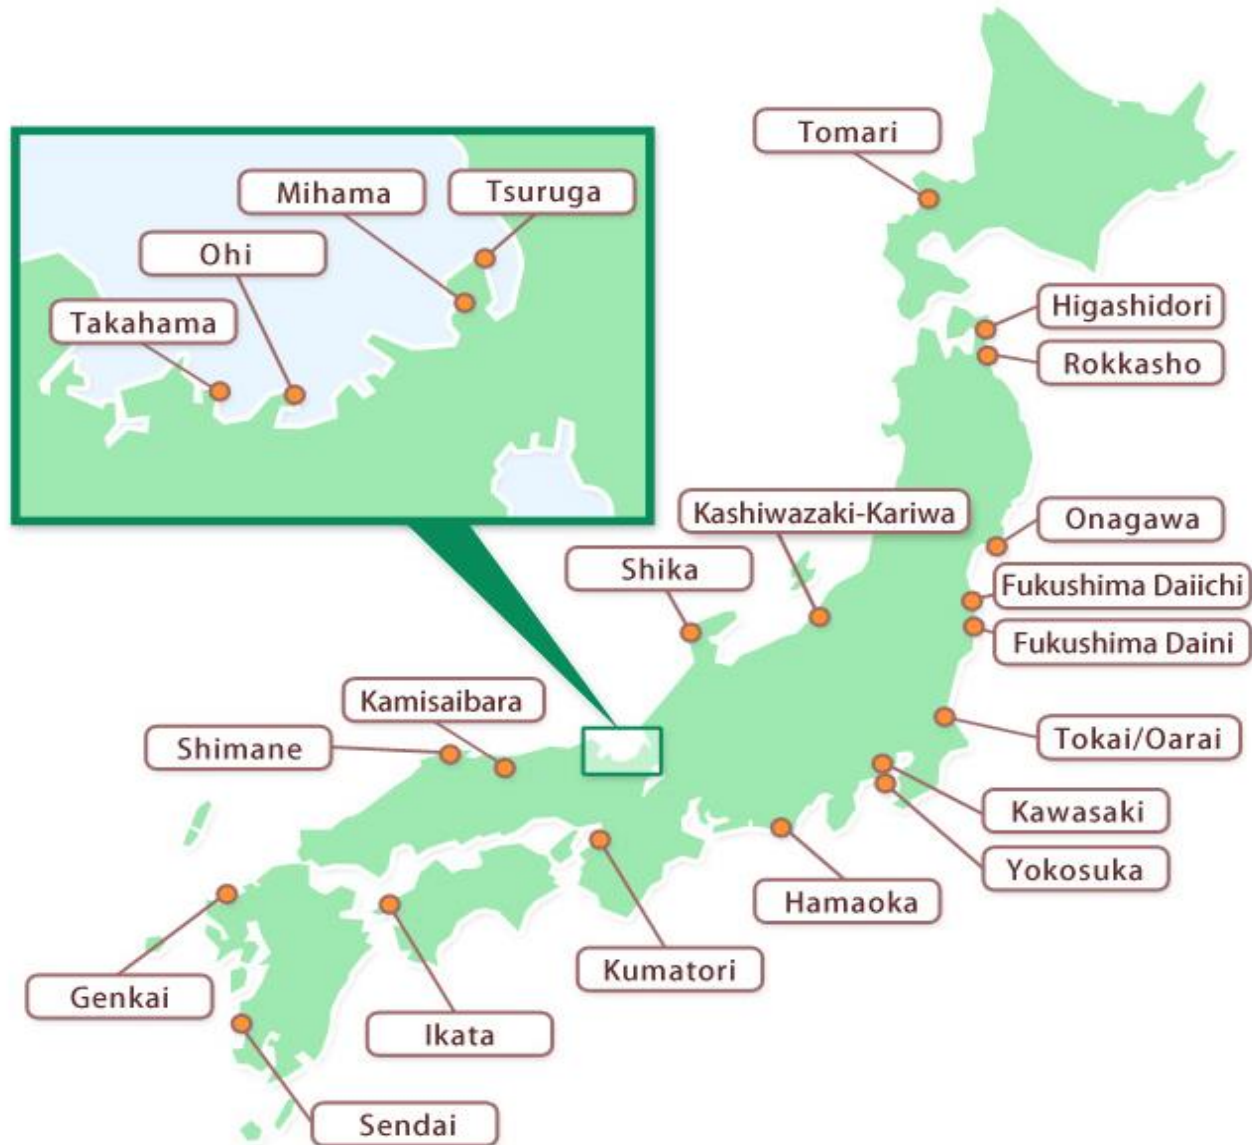 Tomari
Mihama
Tsuruga
Ohi
Takahama
Higashidori
Rokkasho
Kashiwazaki-Kariwa
Onagawa
Shika
Fukushima Daiichi
Fukushima Daini
Kamisaibara
Shimane
Tokai/Oarai
Kawasaki
Yokosuka
Hamaoka
Kumatori
Genkai
Ikata
Sendai